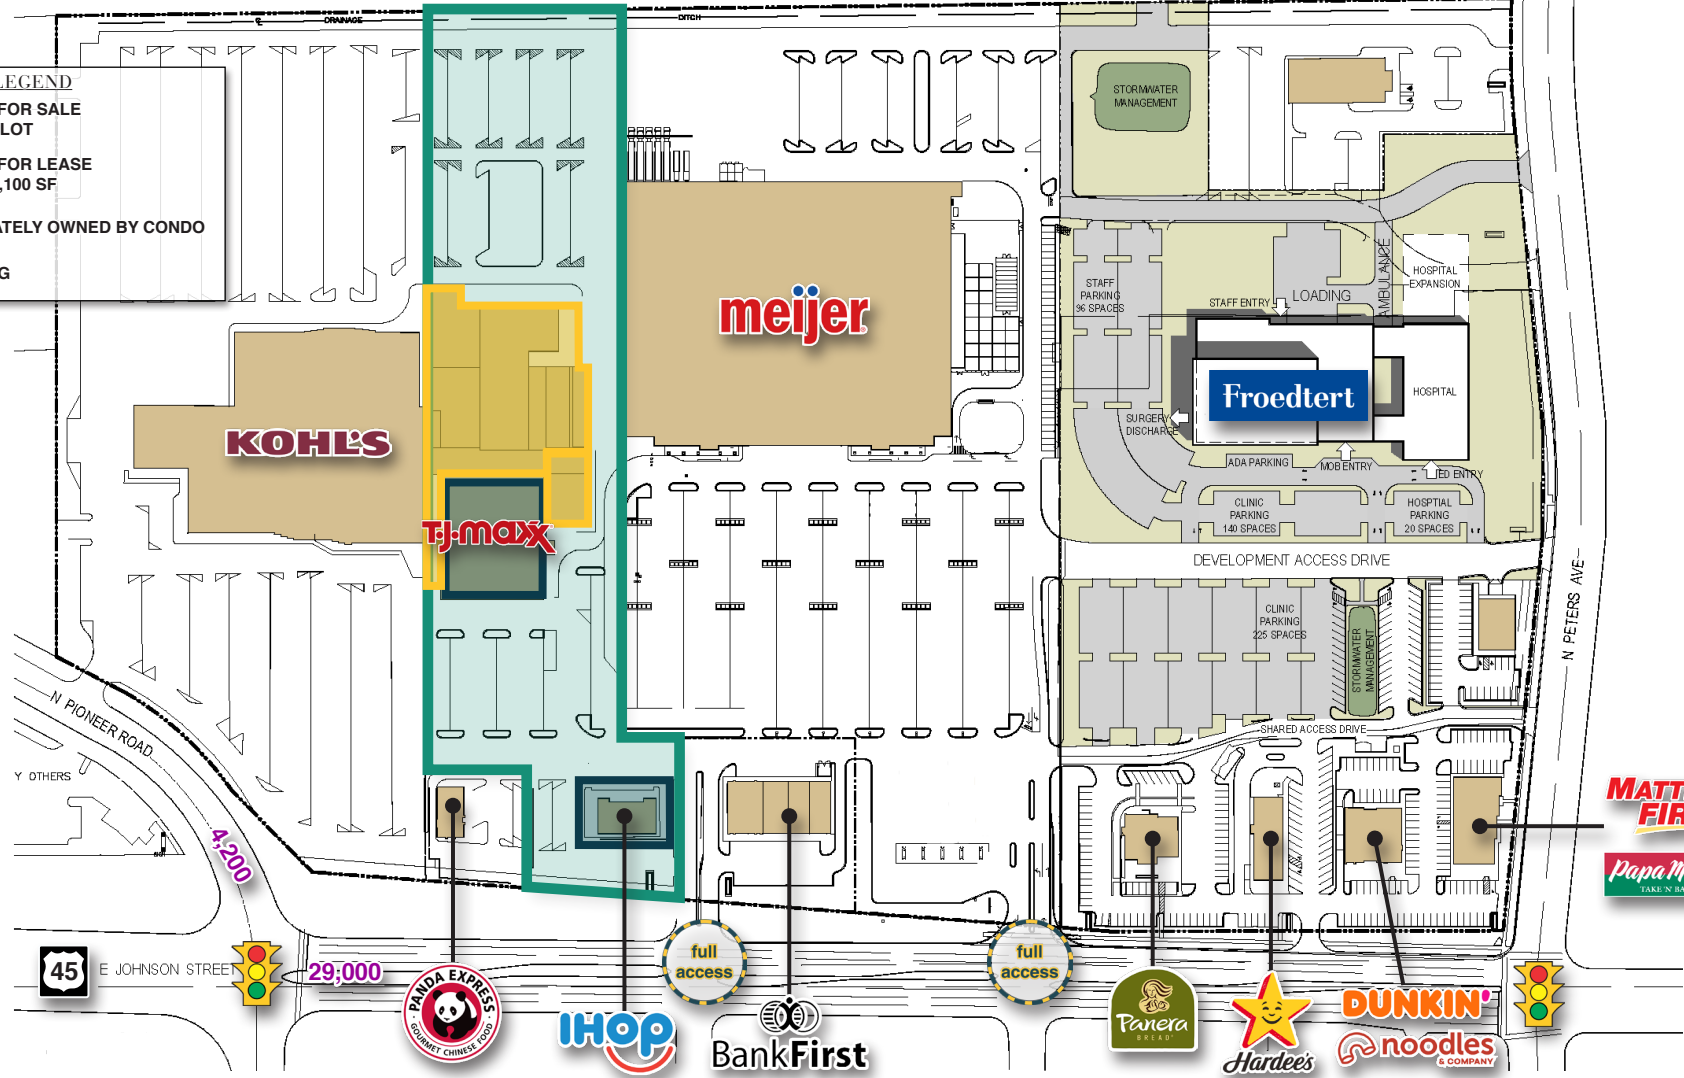 DRAINAGE
DITCH
LEGEND
FOR SALE
LOT
FOR LEASE
,100 SF
ATELY OWNED BY CONDO
G
STORMWATER
MANAGEMENT
meijer
KOHL'S
T.J.maxx
STAFF
PARKING
96 SPACES
STAFF ENTRY
LOADING
AMBULANCE
HOSPITAL
EXPANSION
Froedtert
HOSPITAL
SURGERY
DISCHARGE
ADA PARKING
MOB ENTRY
ED ENTRY
CLINIC
PARKING
140 SPACES
HOSPTIAL
PARKING
20 SPACES
DEVELOPMENT ACCESS DRIVE
CLINIC
PARKING
225 SPACES
STORMWATER
MANAGEMENT
N PETERS AVE
SHARED ACCESS DRIVE
N PIONEER ROAD
Y OTHERS
4,200
45
E JOHNSON STREET
29,000
full
access
full
access
PANDA EXPRESS
GOURMET CHINESE FOOD
IHOP
BankFirst
Panera
BREAD
Hardee's
DUNKIN'
noodles
& COMPANY
MATT
FIR
Papa M
TAKE 'N' BA